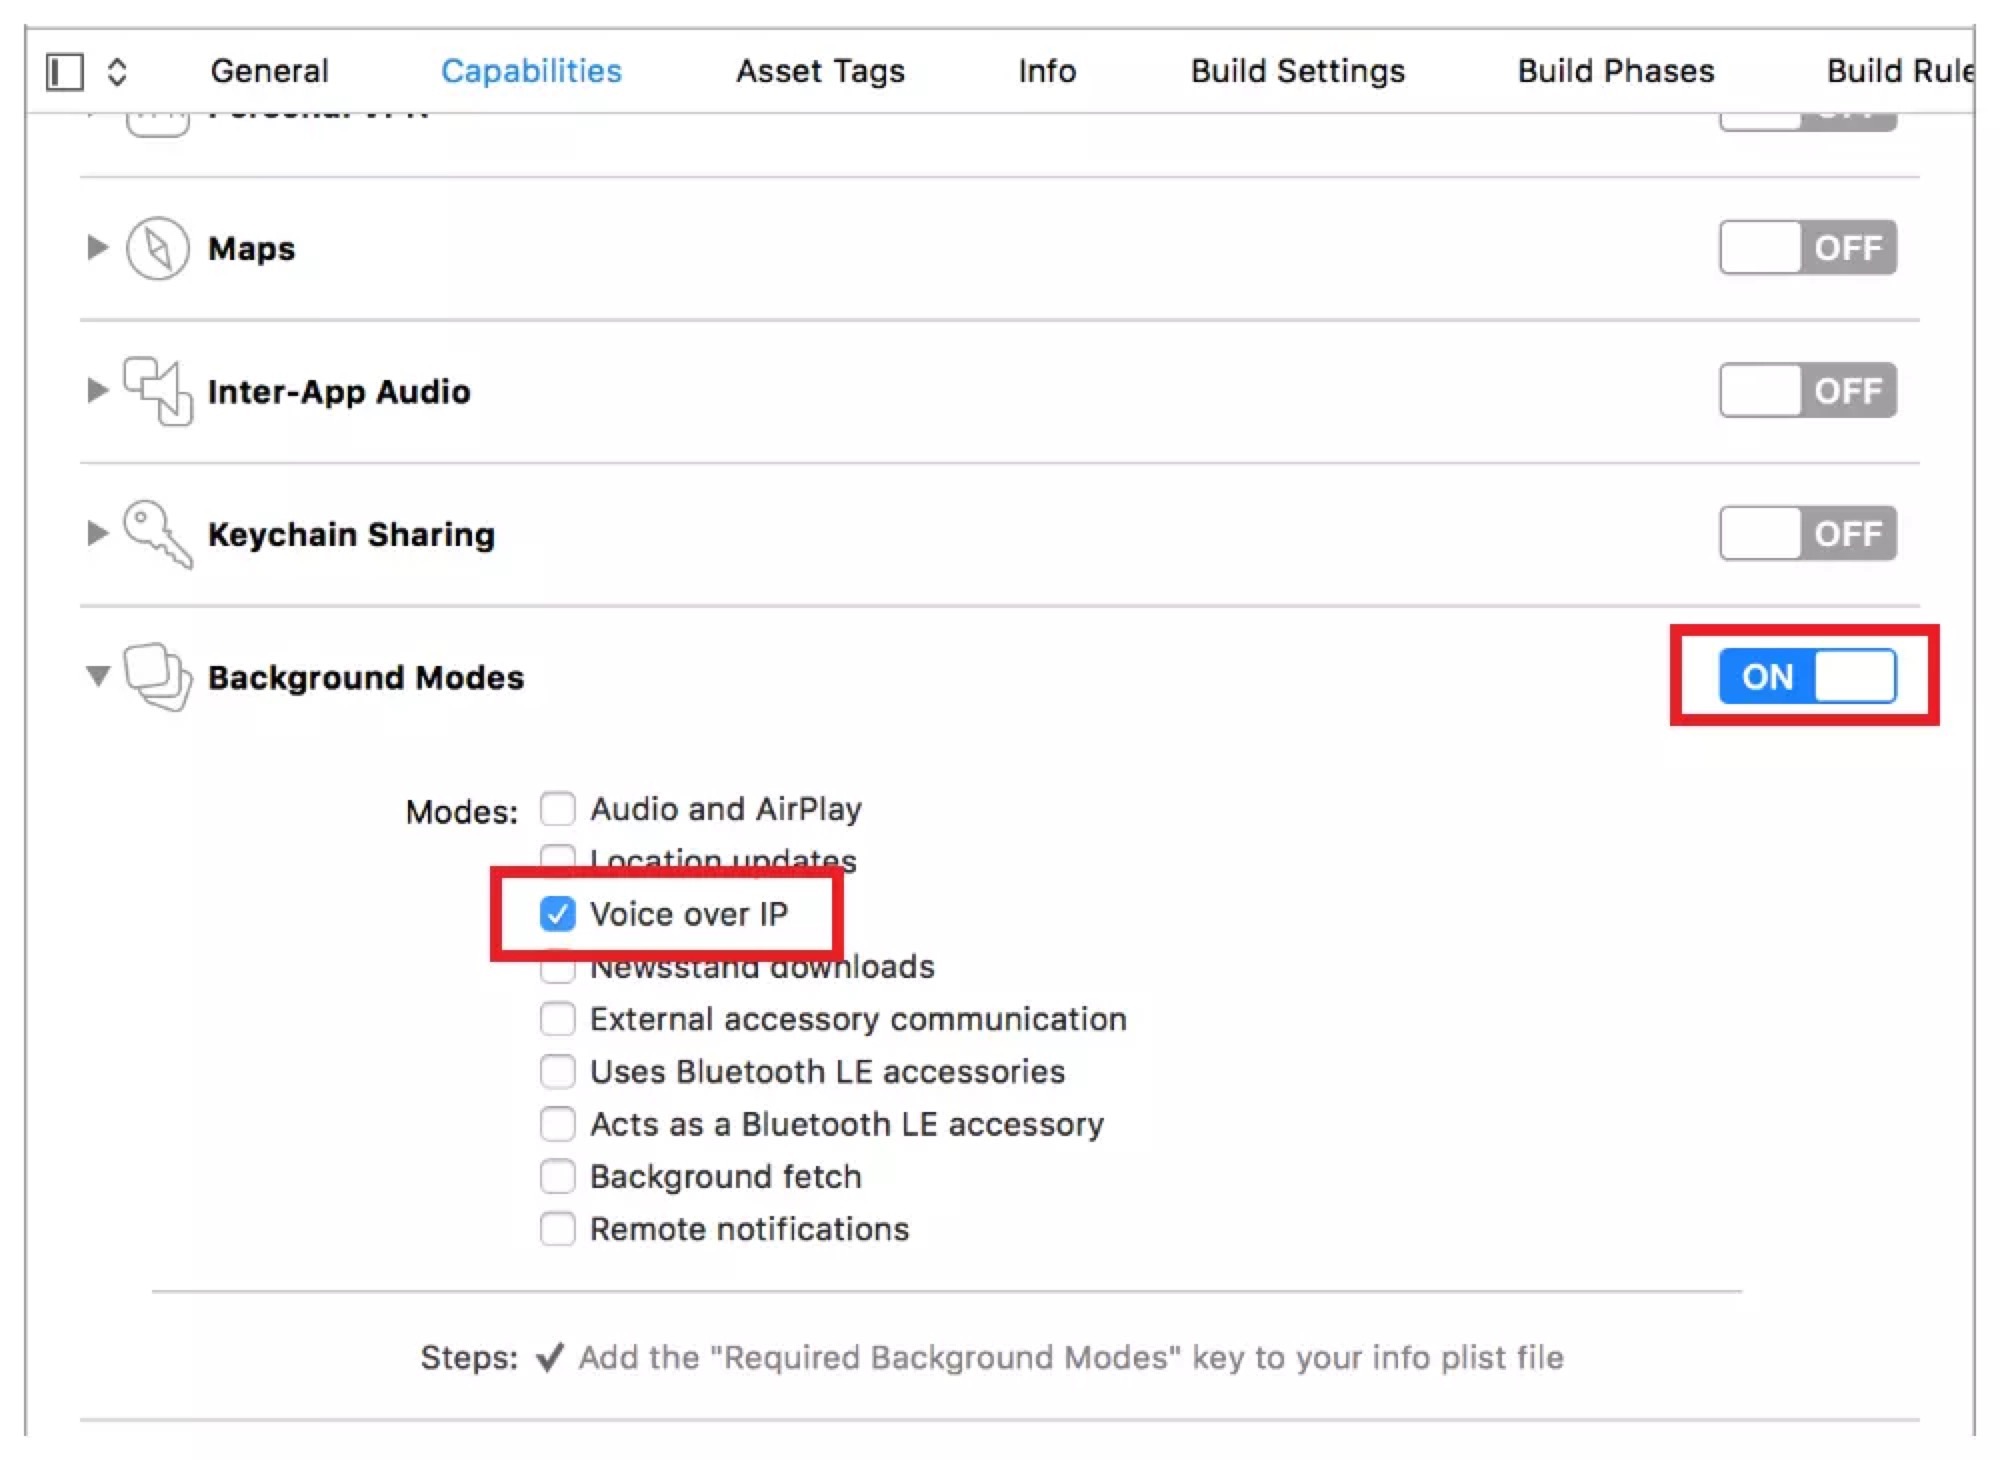 General Capabilities Asset Tags Info Build Settings Build Phases Build Rule
Personal VPN OFF
Maps OFF
Inter-App Audio OFF
Keychain Sharing OFF
Background Modes ON
Modes: Audio and AirPlay
Location updates
Voice over IP
Newsstand downloads
External accessory communication
Uses Bluetooth LE accessories
Acts as a Bluetooth LE accessory
Background fetch
Remote notifications
Steps: ✓ Add the "Required Background Modes" key to your info plist file